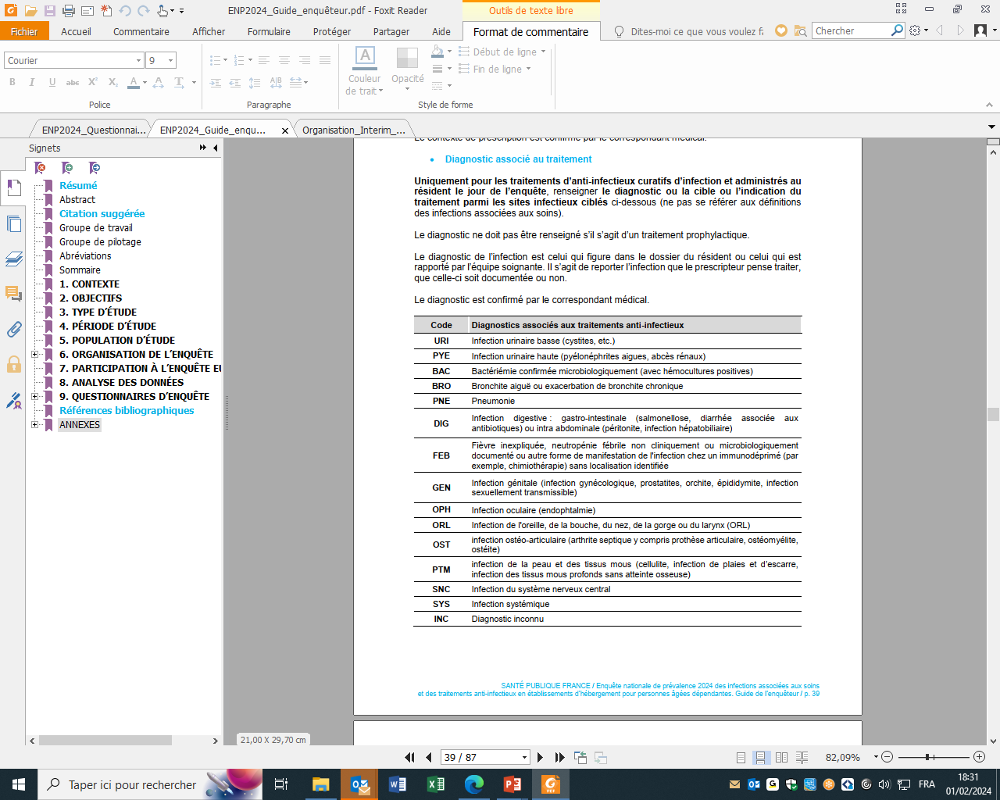 ENP2024_Guide_enquêteur.pdf - Foxit Reader
Outils de texte libre
Fichier
Accueil
Commentaire
Afficher
Formulaire
Protéger
Partager
Aide
Format de commentaire
Dites-moi ce que vous voulez fa
Chercher
Courier
9
B I U abc X² X₂ A A T
Couleur de trait
Opacité
Début de ligne
Fin de ligne
Police
Paragraphe
Style de forme
ENP2024_Questionnai...
ENP2024_Guide_enqu...
Organisation_Interim_...
Signets
Résumé
Abstract
Citation suggérée
Groupe de travail
Groupe de pilotage
Abréviations
Sommaire
1. CONTEXTE
2. OBJECTIFS
3. TYPE D’ÉTUDE
4. PÉRIODE D’ÉTUDE
5. POPULATION D’ÉTUDE
6. ORGANISATION DE L’ENQUÊTE
7. PARTICIPATION À L’ENQUÊTE EU
8. ANALYSE DES DONNÉES
9. QUESTIONNAIRES D’ENQUÊTE
Références bibliographiques
ANNEXES
Le contexte de prescription est confirmé par le correspondant médical.
• Diagnostic associé au traitement
Uniquement pour les traitements d’anti-infectieux curatifs d’infection et administrés au
résident le jour de l’enquête, renseigner le diagnostic ou la cible ou l’indication du
traitement parmi les sites infectieux ciblés ci-dessous (ne pas se référer aux définitions
des infections associées aux soins).
Le diagnostic ne doit pas être renseigné s’il s’agit d’un traitement prophylactique.
Le diagnostic de l’infection est celui qui figure dans le dossier du résident ou celui qui est
rapporté par l’équipe soignante. Il s’agit de reporter l’infection que le prescripteur pense traiter,
que celle-ci soit documentée ou non.
Le diagnostic est confirmé par le correspondant médical.
Code Diagnostics associés aux traitements anti-infectieux
URI Infection urinaire basse (cystites, etc.)
PYE Infection urinaire haute (pyélonéphrites aigues, abcès rénaux)
BAC Bactériémie confirmée microbiologiquement (avec hémocultures positives)
BRO Bronchite aiguë ou exacerbation de bronchite chronique
PNE Pneumonie
DIG Infection digestive : gastro-intestinale (salmonellose, diarrhée associée aux
antibiotiques) ou intra abdominale (péritonite, infection hépatobiliaire)
FEB Fièvre inexpliquée, neutropénie fébrile non cliniquement ou microbiologiquement
documenté ou autre forme de manifestation de l'infection chez un immunodéprimé (par
exemple, chimiothérapie) sans localisation identifiée
GEN Infection génitale (infection gynécologique, prostatites, orchite, épididymite, infection
sexuellement transmissible)
OPH Infection oculaire (endophtalmie)
ORL Infection de l'oreille, de la bouche, du nez, de la gorge ou du larynx (ORL)
OST infection ostéo-articulaire (arthrite septique y compris prothèse articulaire, ostéomyélite,
ostéite)
PTM infection de la peau et des tissus mous (cellulite, infection de plaies et d’escarre,
infection des tissus mous profonds sans atteinte osseuse)
SNC Infection du système nerveux central
SYS Infection systémique
INC Diagnostic inconnu
SANTÉ PUBLIQUE FRANCE / Enquête nationale de prévalence 2024 des infections associées aux soins
et des traitements anti-infectieux en établissements d’hébergement pour personnes âgées dépendantes. Guide de l’enquêteur / p. 39
21,00 X 29,70 cm
39 / 87
82,09%
Taper ici pour rechercher
FRA
18:31
01/02/2024